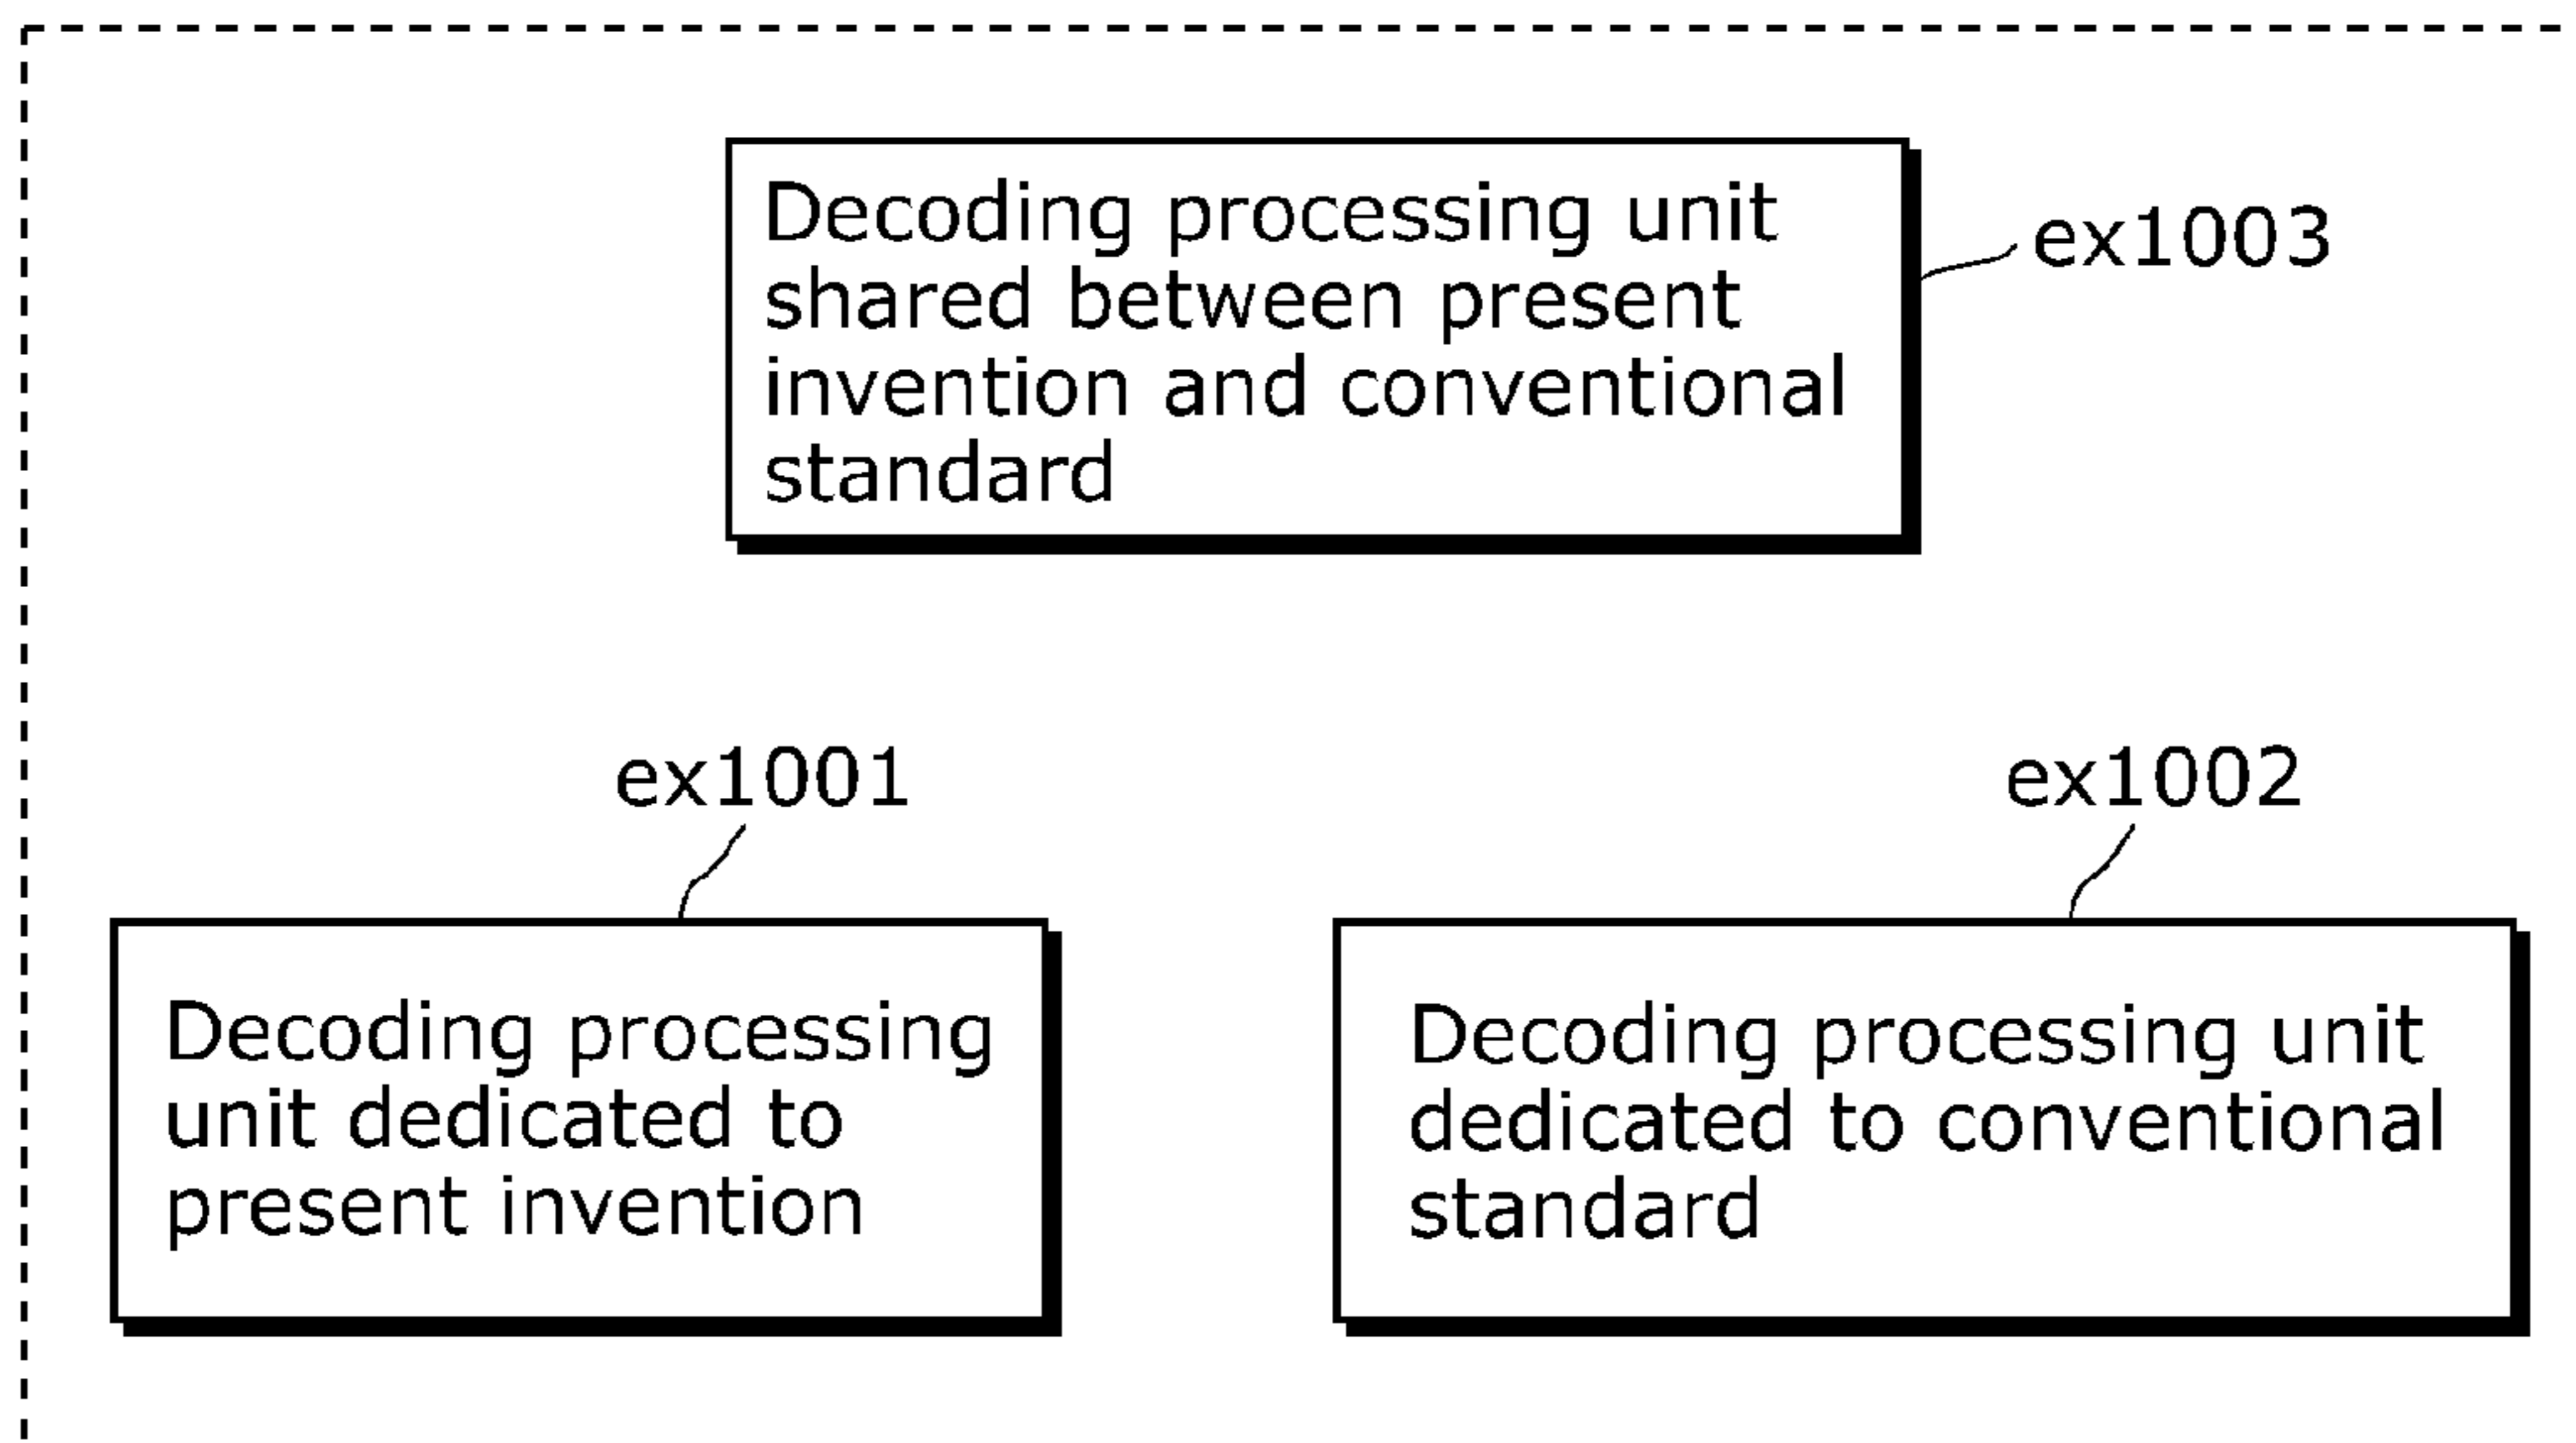 Decoding processing unit
shared between present
invention and conventional
standard
ex1003
ex1001
Decoding processing
unit dedicated to
present invention
ex1002
Decoding processing unit
dedicated to conventional
standard